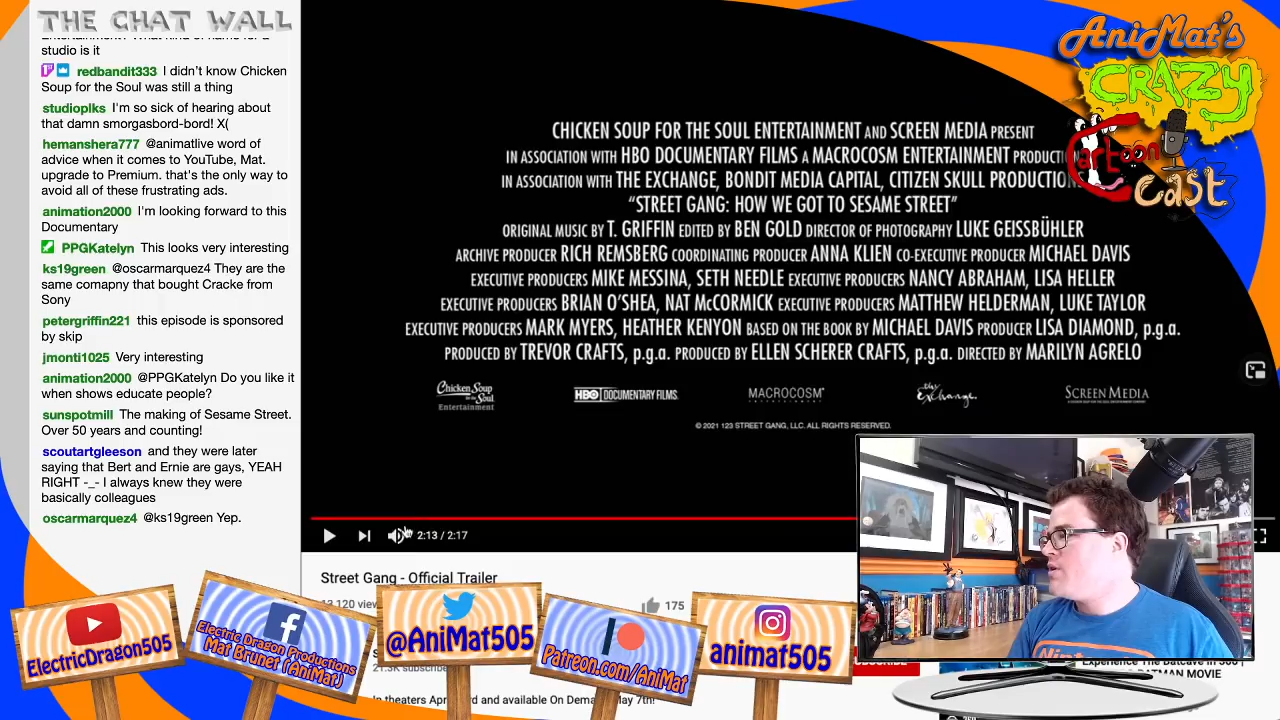 THE CHAT WALL
studio is it
redbandit333 I didn't know Chicken
Soup for the Soul was still a thing
studioplks I'm so sick of hearing about
that damn smorgasbord-bord! X(
hemanshera777 @animatlive word of
advice when it comes to YouTube, Mat.
upgrade to Premium. that's the only way to
avoid all of these frustrating ads.
animation2000 I'm looking forward to this
Documentary
PPGKatelyn This looks very interesting
ks19green @oscarmarquez4 They are the
same comapny that bought Cracke from
Sony
petergriffin221 this episode is sponsored
by skip
jmonti1025 Very interesting
animation2000 @PPGKatelyn Do you like it
when shows educate people?
sunspotmill The making of Sesame Street.
Over 50 years and counting!
scoutartgleeson and they were later
saying that Bert and Ernie are gays, YEAH
RIGHT -_- I always knew they were
basically colleagues
oscarmarquez4 @ks19green Yep.
CHICKEN SOUP FOR THE SOUL ENTERTAINMENT AND SCREEN MEDIA PRESENT
IN ASSOCIATION WITH HBO DOCUMENTARY FILMS A MACROCOSM ENTERTAINMENT
IN ASSOCIATION WITH THE EXCHANGE, BONDIT MEDIA CAPITAL, CITIZEN SKULL
"STREET GANG: HOW WE GOT TO SESAME STREET"
ORIGINAL MUSIC BY T. GRIFFIN EDITED BY BEN GOLD DIRECTOR OF PHOTOGRAPHY LUKE GEISSBÜHLER
ARCHIVE PRODUCER RICH REMSBERG COORDINATING PRODUCER ANNA KLIEN CO-EXECUTIVE PRODUCER MICHAEL DAVIS
EXECUTIVE PRODUCERS MIKE MESSINA, SETH NEEDLE EXECUTIVE PRODUCERS NANCY ABRAHAM, LISA HELLER
EXECUTIVE PRODUCERS BRIAN O'SHEA, NAT McCORMICK EXECUTIVE PRODUCERS MATTHEW HELDERMAN, LUKE TAYLOR
EXECUTIVE PRODUCERS MARK MYERS, HEATHER KENYON BASED ON THE BOOK BY MICHAEL DAVIS PRODUCER LISA DIAMOND, p.g.a.
PRODUCED BY TREVOR CRAFTS, p.g.a. PRODUCED BY ELLEN SCHERER CRAFTS, p.g.a. DIRECTED BY MARILYN AGRELO
Chicken Soup for the Soul Entertainment
HBO DOCUMENTARY FILMS
MACROCOSM
the Exchange
SCREEN MEDIA
© 2021 123 STREET GANG, LLC. ALL RIGHTS RESERVED.
2:13 / 2:17
Street Gang - Official Trailer
175
AniMat's
CRAZY
Cartoon
Cast
ElectricDragon505
Electric Dragon Productions
Mat Brunet (AniMat)
@AniMat505
Patreon.com/AniMat
animat505
BATMAN MOVIE